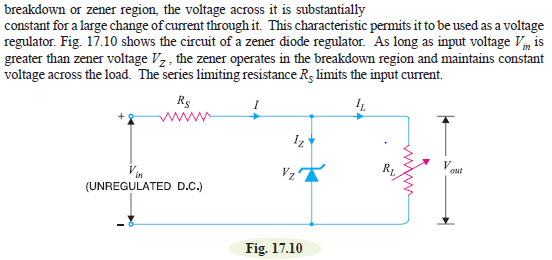 breakdown or zener region, the voltage across it is substantially
constant for a large change of current through it. This characteristic permits it to be used as a voltage
regulator. Fig. 17.10 shows the circuit of a zener diode regulator. As long as input voltage Vin is
greater than zener voltage VZ , the zener operates in the breakdown region and maintains constant
voltage across the load. The series limiting resistance RS limits the input current.
RS
I
IL
+
IZ
Vin
(UNREGULATED D.C.)
VZ
RL
Vout
–
Fig. 17.10